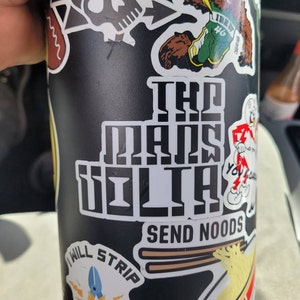 THE
MARS
VOLTA
SEND NOODS
I WILL STRIP